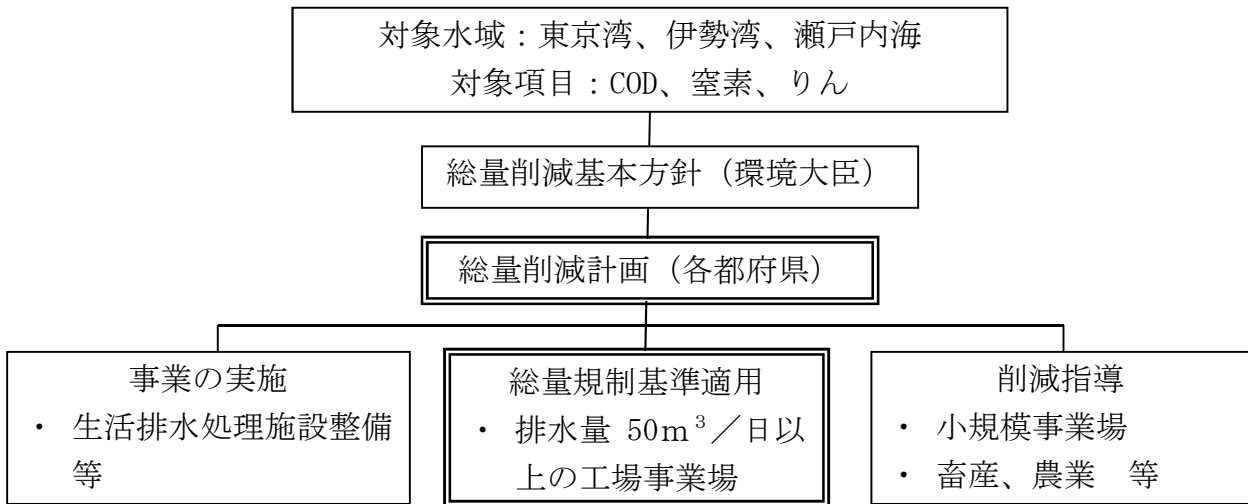 対象水域：東京湾、伊勢湾、瀬戸内海
対象項目：COD、窒素、りん
総量削減基本方針（環境大臣）
総量削減計画（各都府県）
事業の実施
・ 生活排水処理施設整備
等
総量規制基準適用
・ 排水量 50m³／日以
上の工場事業場
削減指導
・ 小規模事業場
・ 畜産、農業　等